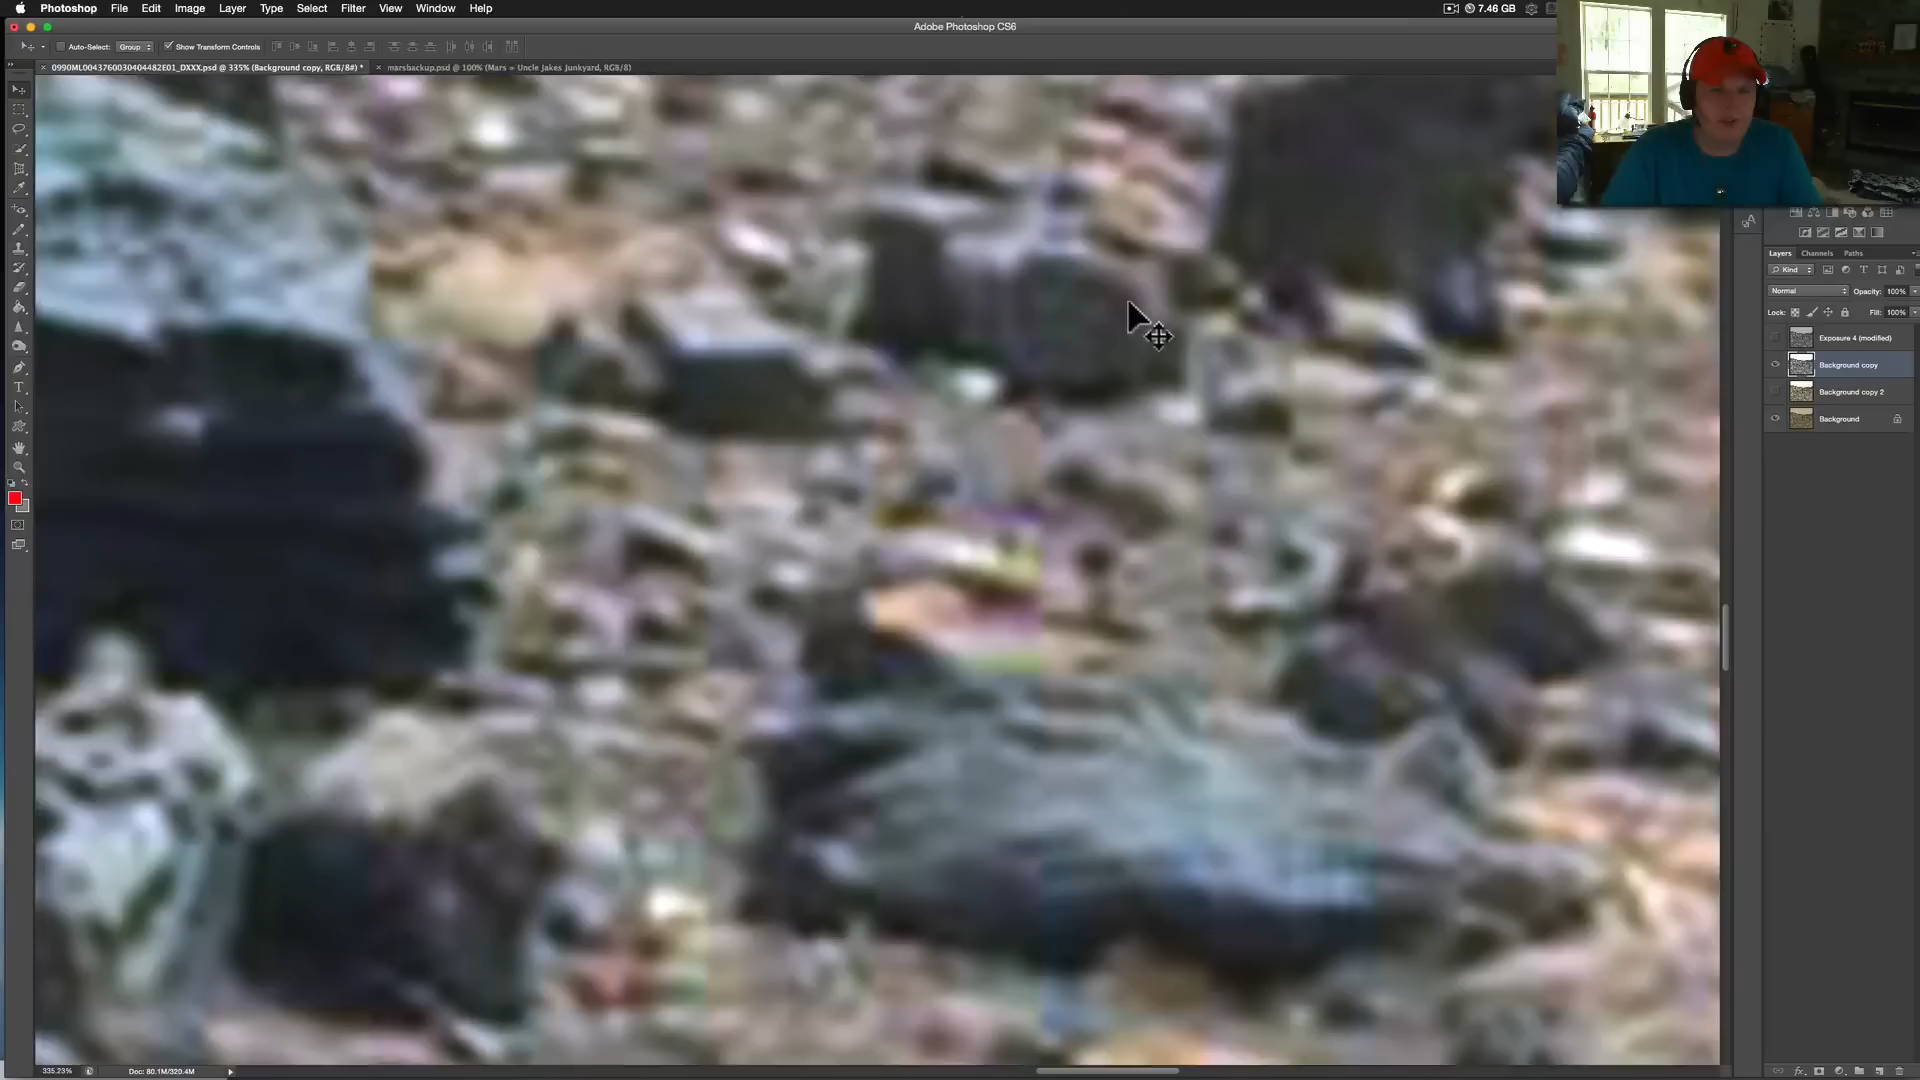 Photoshop File Edit Image Layer Type Select Filter View Window Help
7.46 GB
Adobe Photoshop CS6
Auto-Select: Group Show Transform Controls
0990ML0043760030404482E01_DXXX.psd @ 335% (Background copy, RGB/8#) *
marsbackup.psd @ 100% (Mars = Uncle Jakes Junkyard, RGB/8)
Layers Channels Paths
Kind
Normal Opacity: 100%
Lock: Fill: 100%
Exposure 4 (modified)
Background copy
Background copy 2
Background
335.23% Doc: 80.1M/320.4M